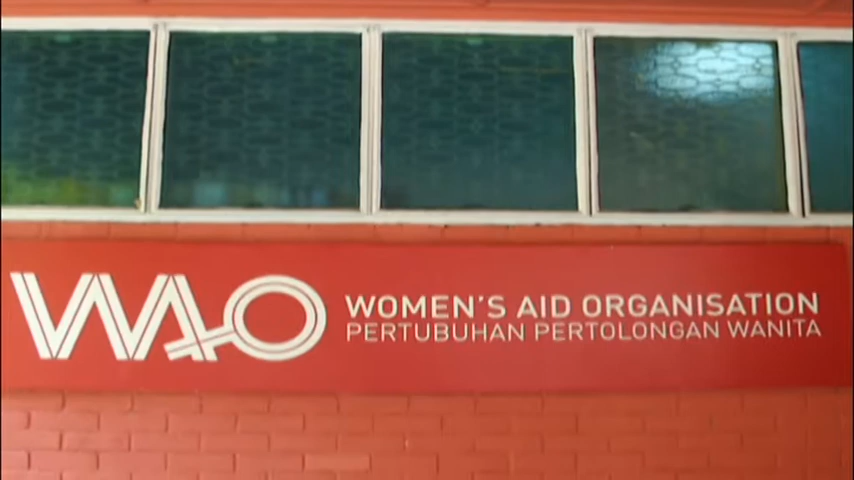 WAO
WOMEN'S AID ORGANISATION
PERTUBUHAN PERTOLONGAN WANITA